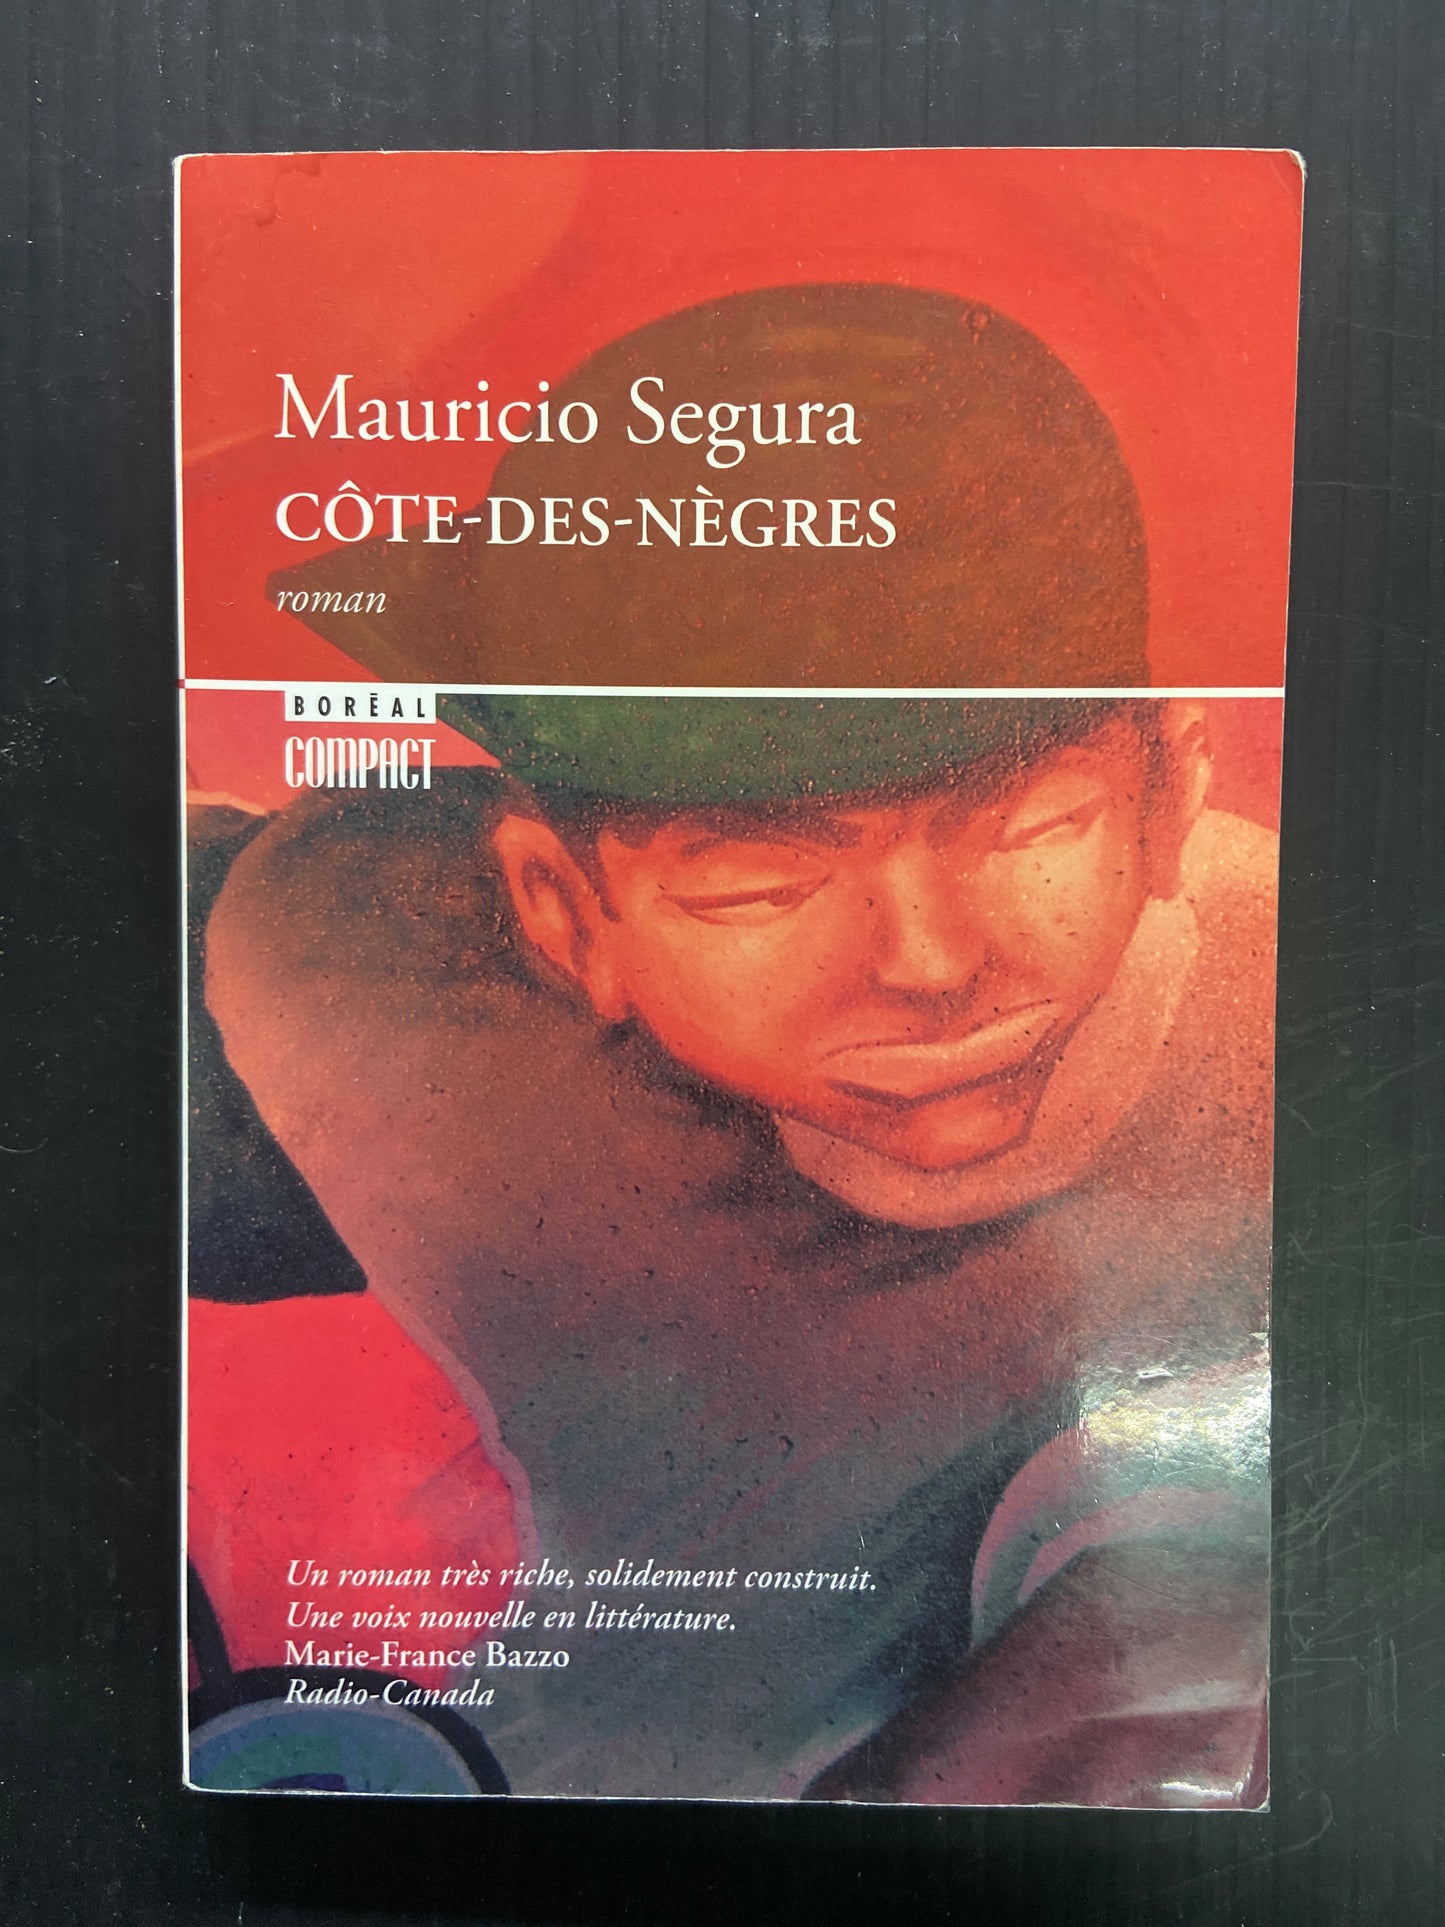 Mauricio Segura
CÔTE-DES-NÈGRES
roman
BORÉAL
COMPACT
Un roman très riche, solidement construit.
Une voix nouvelle en littérature.
Marie-France Bazzo
Radio-Canada